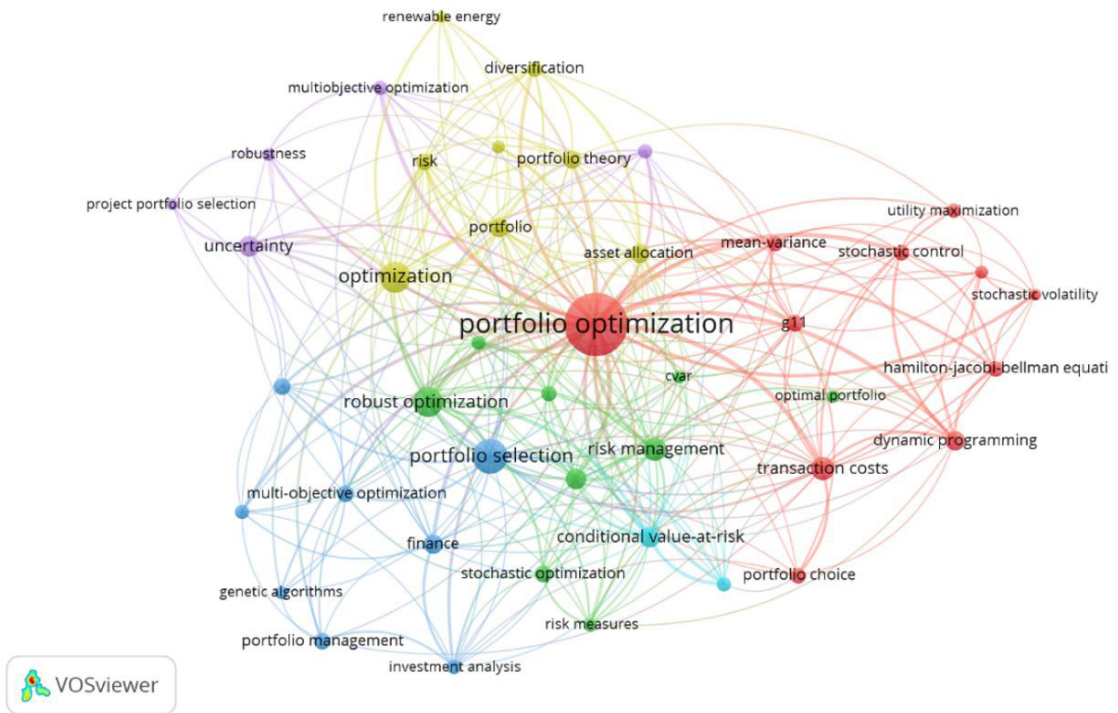 renewable energy
diversification
multiobjective optimization
robustness
risk
portfolio theory
project portfolio selection
utility maximization
uncertainty
portfolio
mean-variance
stochastic control
asset allocation
optimization
stochastic volatility
portfolio optimization
g11
hamilton-jacobi-bellman equati
cvar
optimal portfolio
robust optimization
dynamic programming
risk management
portfolio selection
transaction costs
multi-objective optimization
conditional value-at-risk
finance
stochastic optimization
portfolio choice
genetic algorithms
risk measures
portfolio management
investment analysis
VOSviewer